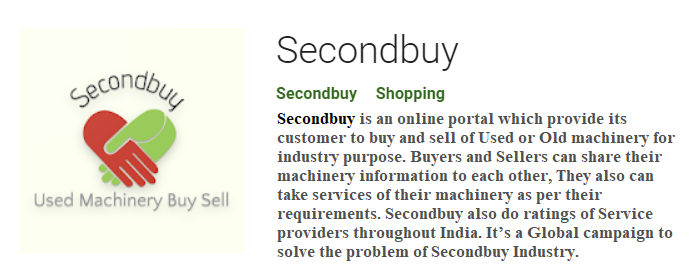 Secondbuy
Used Machinery Buy Sell
Secondbuy
Secondbuy Shopping
Secondbuy is an online portal which provide its
customer to buy and sell of Used or Old machinery for
industry purpose. Buyers and Sellers can share their
machinery information to each other, They also can
take services of their machinery as per their
requirements. Secondbuy also do ratings of Service
providers throughout India. It’s a Global campaign to
solve the problem of Secondbuy Industry.